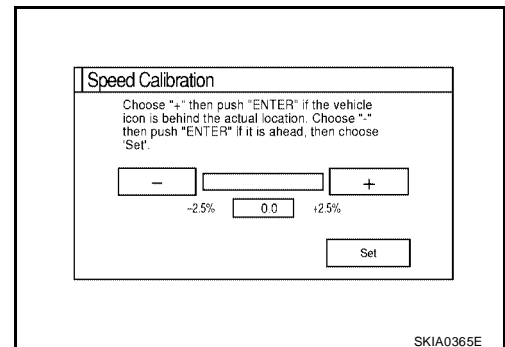 Speed Calibration
Choose "+" then push "ENTER" if the vehicle
icon is behind the actual location. Choose "-"
then push "ENTER" if it is ahead, then choose
'Set'.
− +
-2.5% 0.0 +2.5%
Set
SKIA0365E